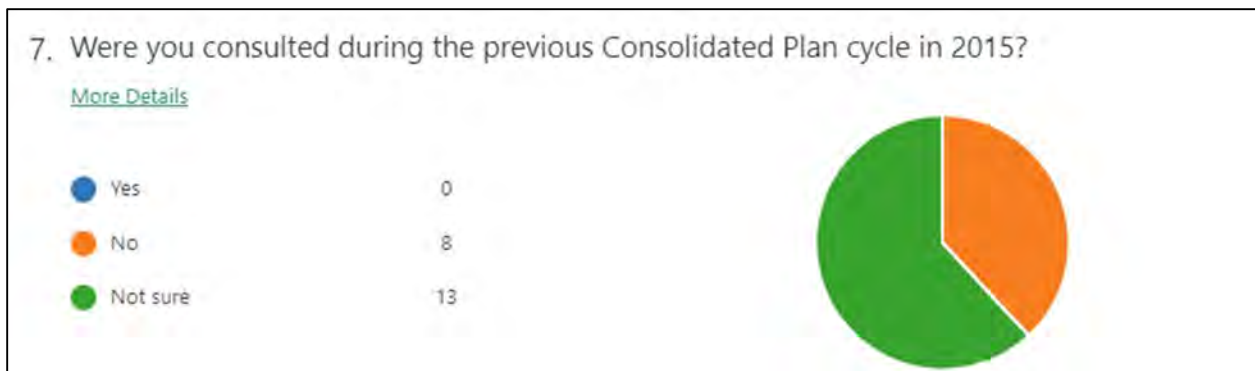 7. Were you consulted during the previous Consolidated Plan cycle in 2015?
More Details
Yes 0
No 8
Not sure 13